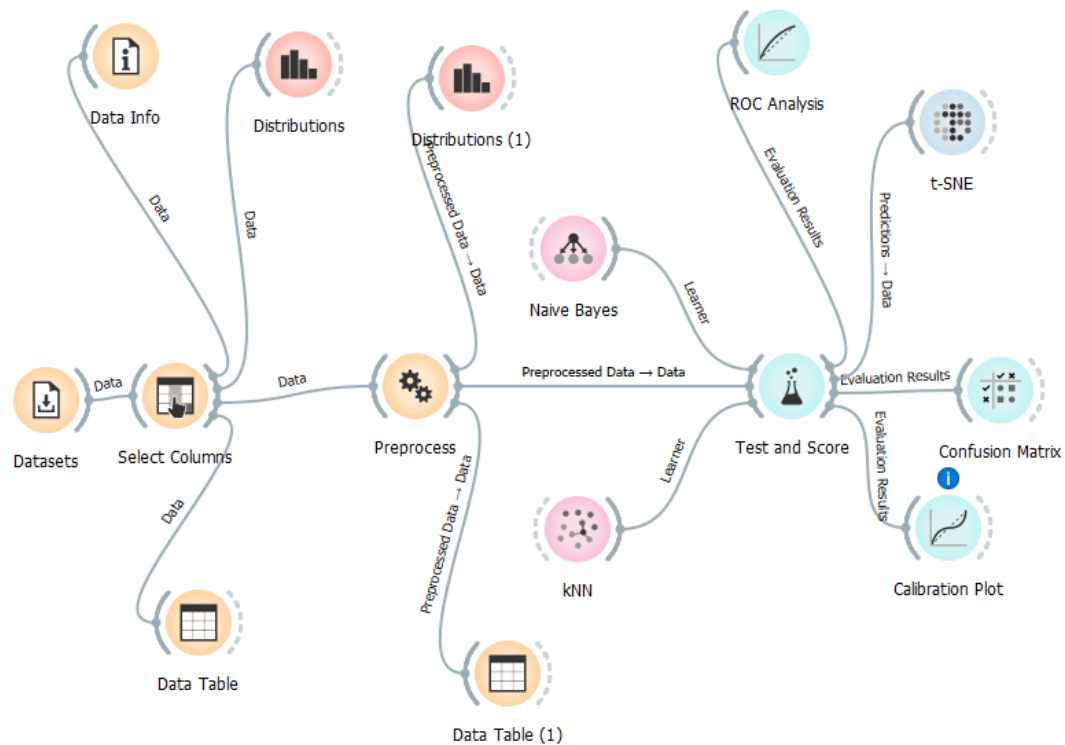 Data Info
Distributions
Distributions (1)
ROC Analysis
t-SNE
Data
Data
Preprocessed Data → Data
Evaluation Results
Predictions → Data
Naive Bayes
Learner
Datasets
Data
Select Columns
Data
Preprocess
Preprocessed Data → Data
Test and Score
Evaluation Results
Confusion Matrix
Data
Preprocessed Data → Data
Learner
Evaluation Results
i
kNN
Calibration Plot
Data Table
Data Table (1)